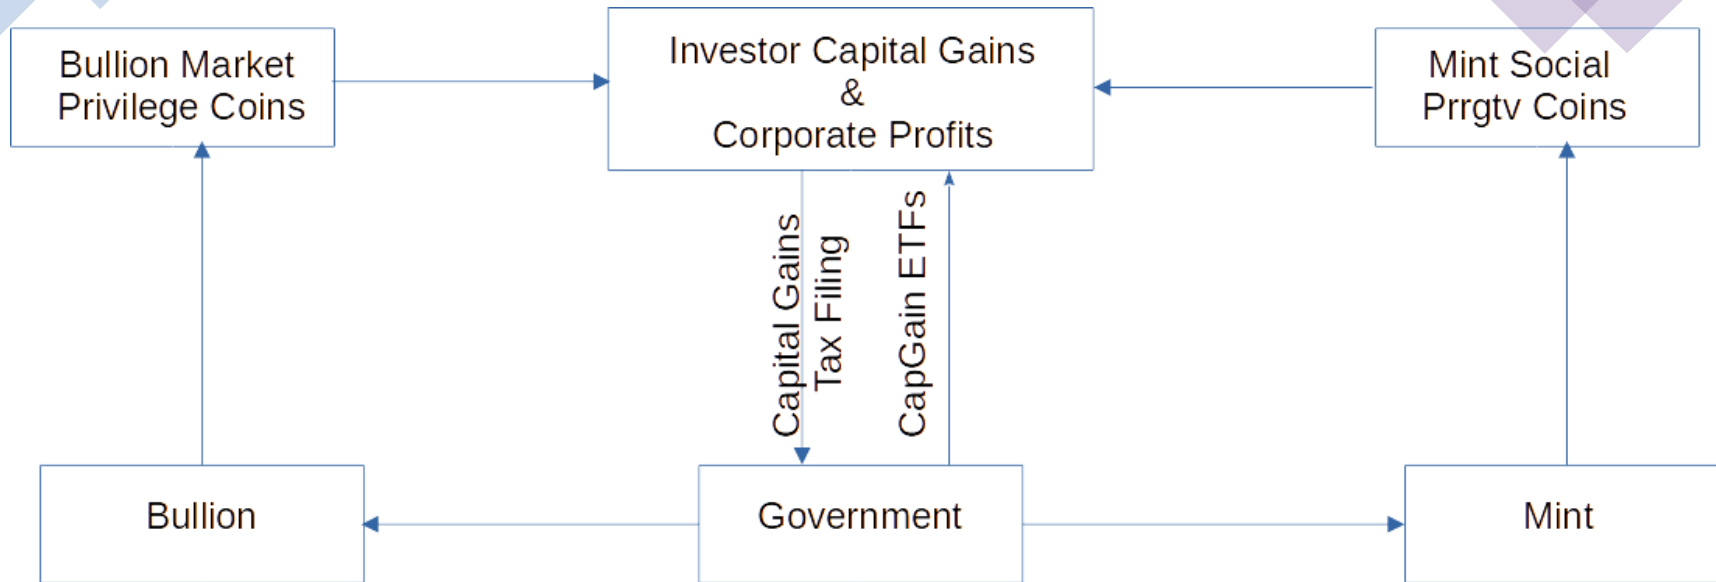 Bullion Market
Privilege Coins
Investor Capital Gains
&
Corporate Profits
Mint Social
Prrgtv Coins
Capital Gains
Tax Filing
CapGain ETFs
Bullion
Government
Mint